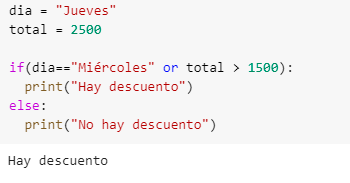 dia = "Jueves"
total = 2500

if(dia=="Miércoles" or total > 1500):
  print("Hay descuento")
else:
  print("No hay descuento")

Hay descuento